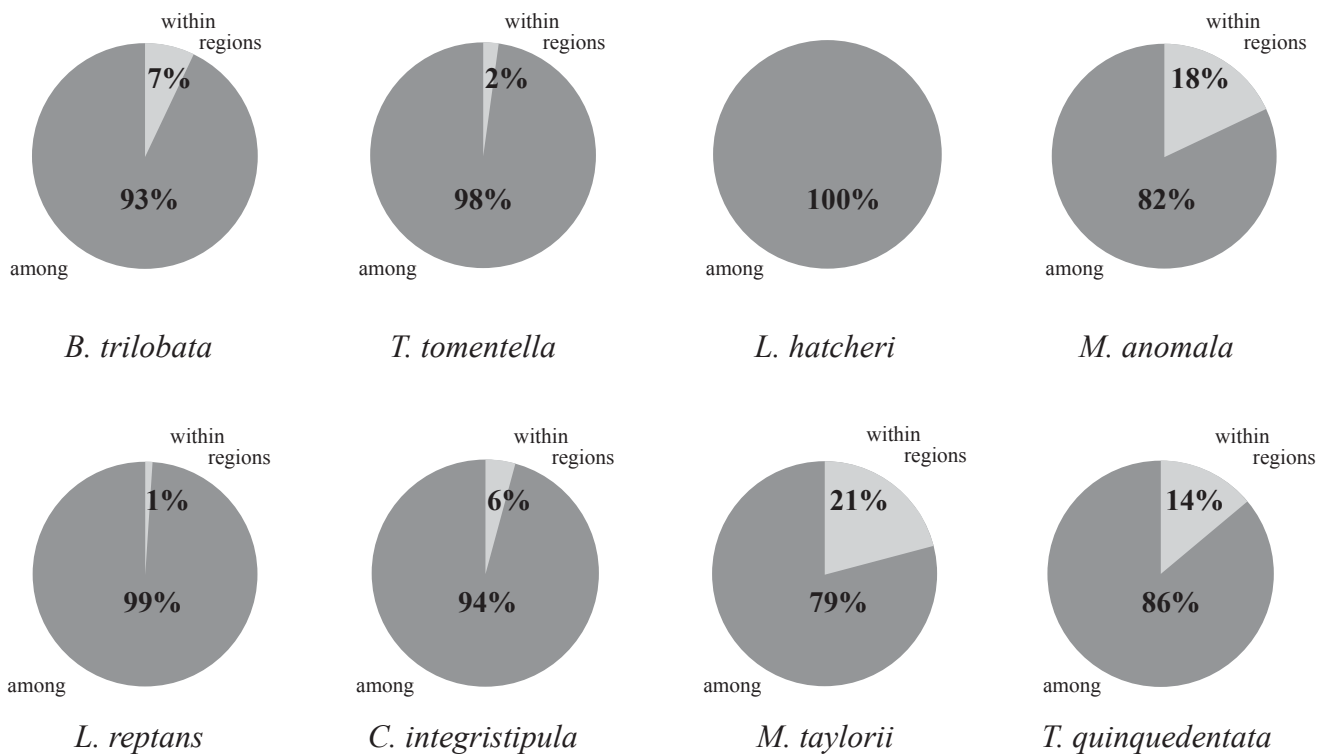 within
regions
7%
93%
among
B. trilobata
within
regions
2%
98%
among
T. tomentella
100%
L. hatcheri
within
regions
18%
82%
among
M. anomala
within
regions
1%
99%
among
L. reptans
within
regions
6%
94%
among
C. integristipula
within
regions
21%
79%
M. taylorii
within
regions
14%
86%
among
T. quinquedentata